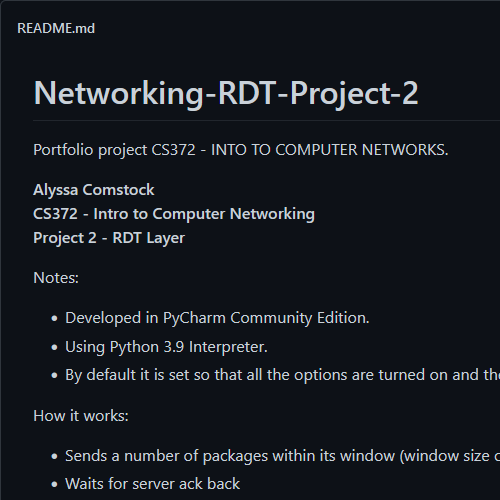 README.md
Networking-RDT-Project-2
Portfolio project CS372 - INTO TO COMPUTER NETWORKS.
Alyssa Comstock
CS372 - Intro to Computer Networking
Project 2 - RDT Layer
Notes:
• Developed in PyCharm Community Edition.
• Using Python 3.9 Interpreter.
• By default it is set so that all the options are turned on and
How it works:
• Sends a number of packages within its window (window size
• Waits for server ack back